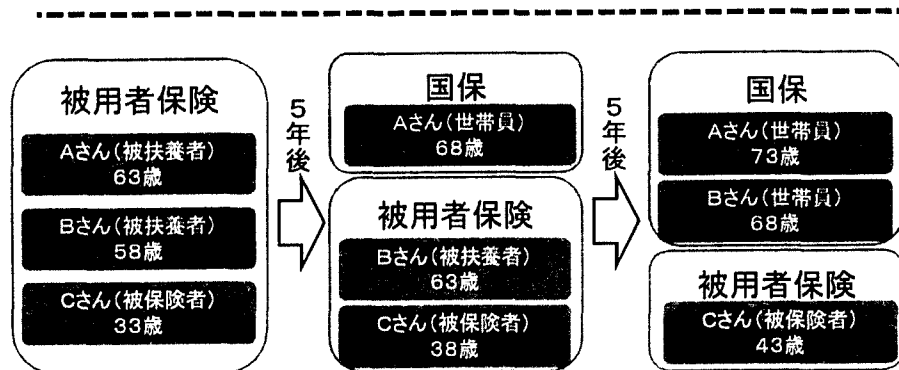 被用者保険
Aさん(被扶養者)
63歳
Bさん(被扶養者)
58歳
Cさん(被保険者)
33歳
5年後
国保
Aさん(世帯員)
68歳
被用者保険
Bさん(被扶養者)
63歳
Cさん(被保険者)
38歳
5年後
国保
Aさん(世帯員)
73歳
Bさん(世帯員)
68歳
被用者保険
Cさん(被保険者)
43歳